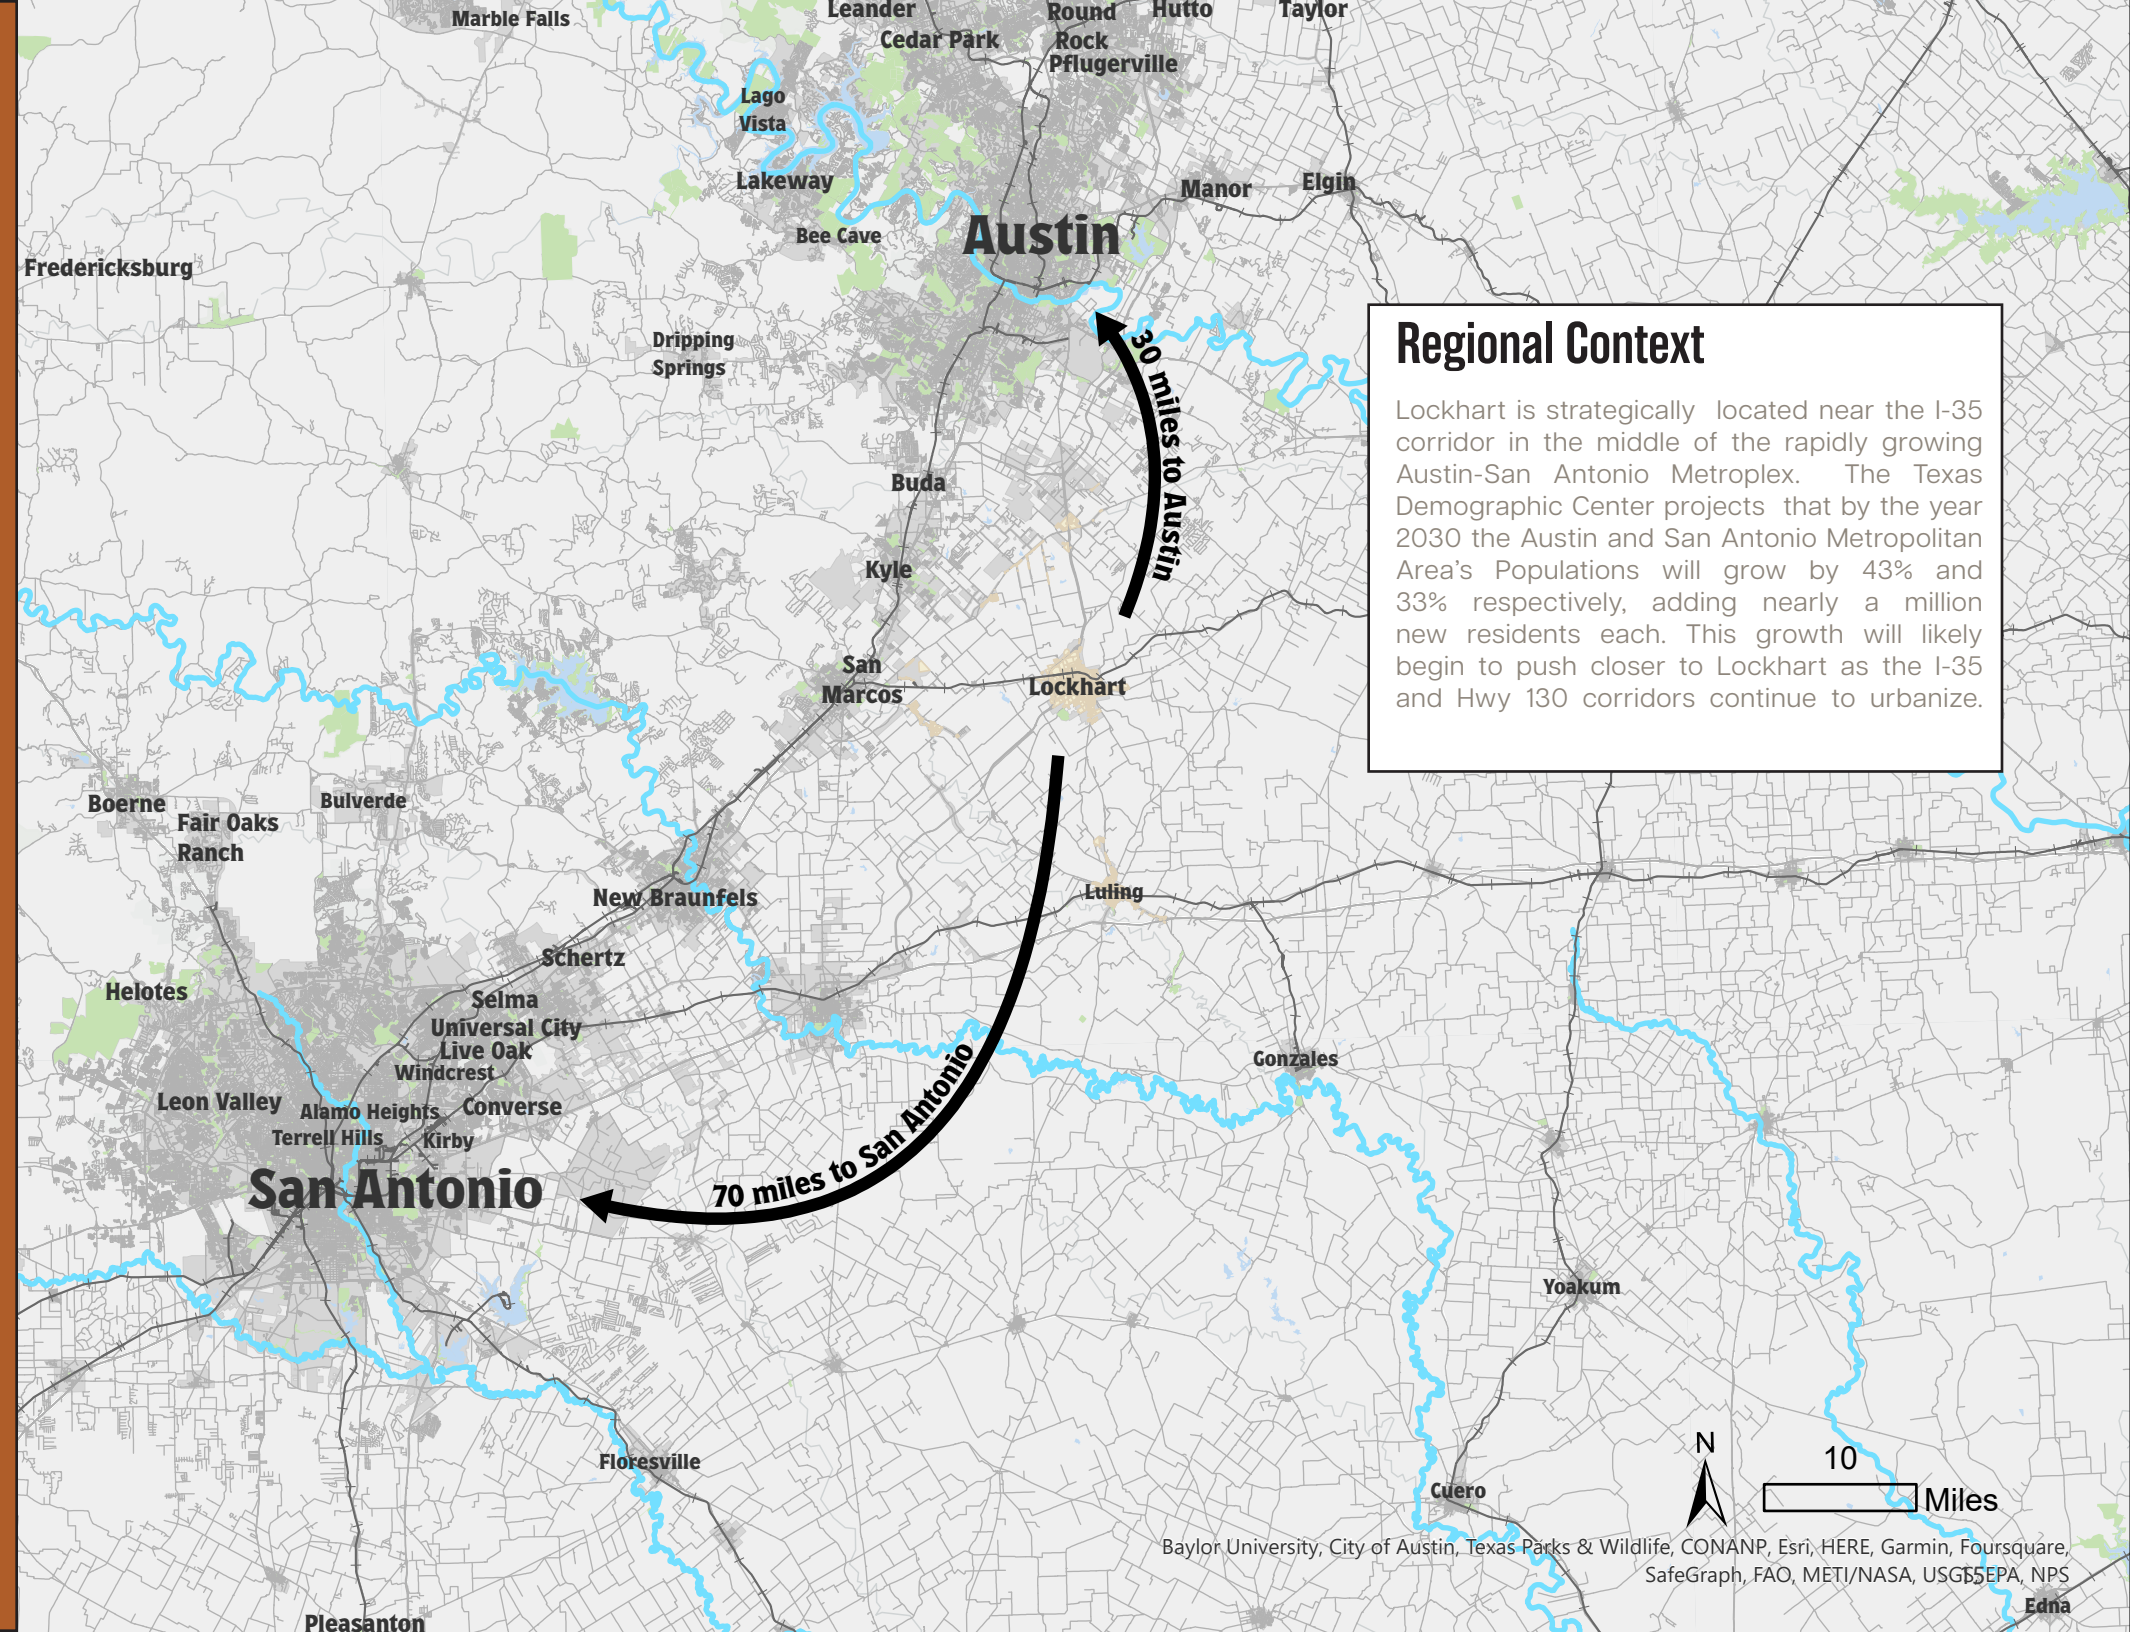 Marble Falls
Leander
Round
Rock
Hutto
Taylor
Cedar Park
Pflugerville
Lago
Vista
Lakeway
Manor
Elgin
Bee Cave
Austin
Fredericksburg
Dripping
Springs
30 miles to Austin
Regional Context
Lockhart is strategically located near the I-35
corridor in the middle of the rapidly growing
Austin-San Antonio Metroplex. The Texas
Demographic Center projects that by the year
2030 the Austin and San Antonio Metropolitan
Area's Populations will grow by 43% and
33% respectively, adding nearly a million
new residents each. This growth will likely
begin to push closer to Lockhart as the I-35
and Hwy 130 corridors continue to urbanize.
Buda
Kyle
San
Marcos
Lockhart
Boerne
Bulverde
Fair Oaks
Ranch
New Braunfels
Luling
Schertz
Helotes
Selma
Universal City
Live Oak
Windcrest
Gonzales
Leon Valley
Alamo Heights
Converse
Terrell Hills
Kirby
San Antonio
70 miles to San Antonio
Yoakum
Floresville
Cuero
N
10
Miles
Baylor University, City of Austin, Texas Parks & Wildlife, CONANP, Esri, HERE, Garmin, Foursquare,
SafeGraph, FAO, METI/NASA, USGS, EPA, NPS
15
Edna
Pleasanton